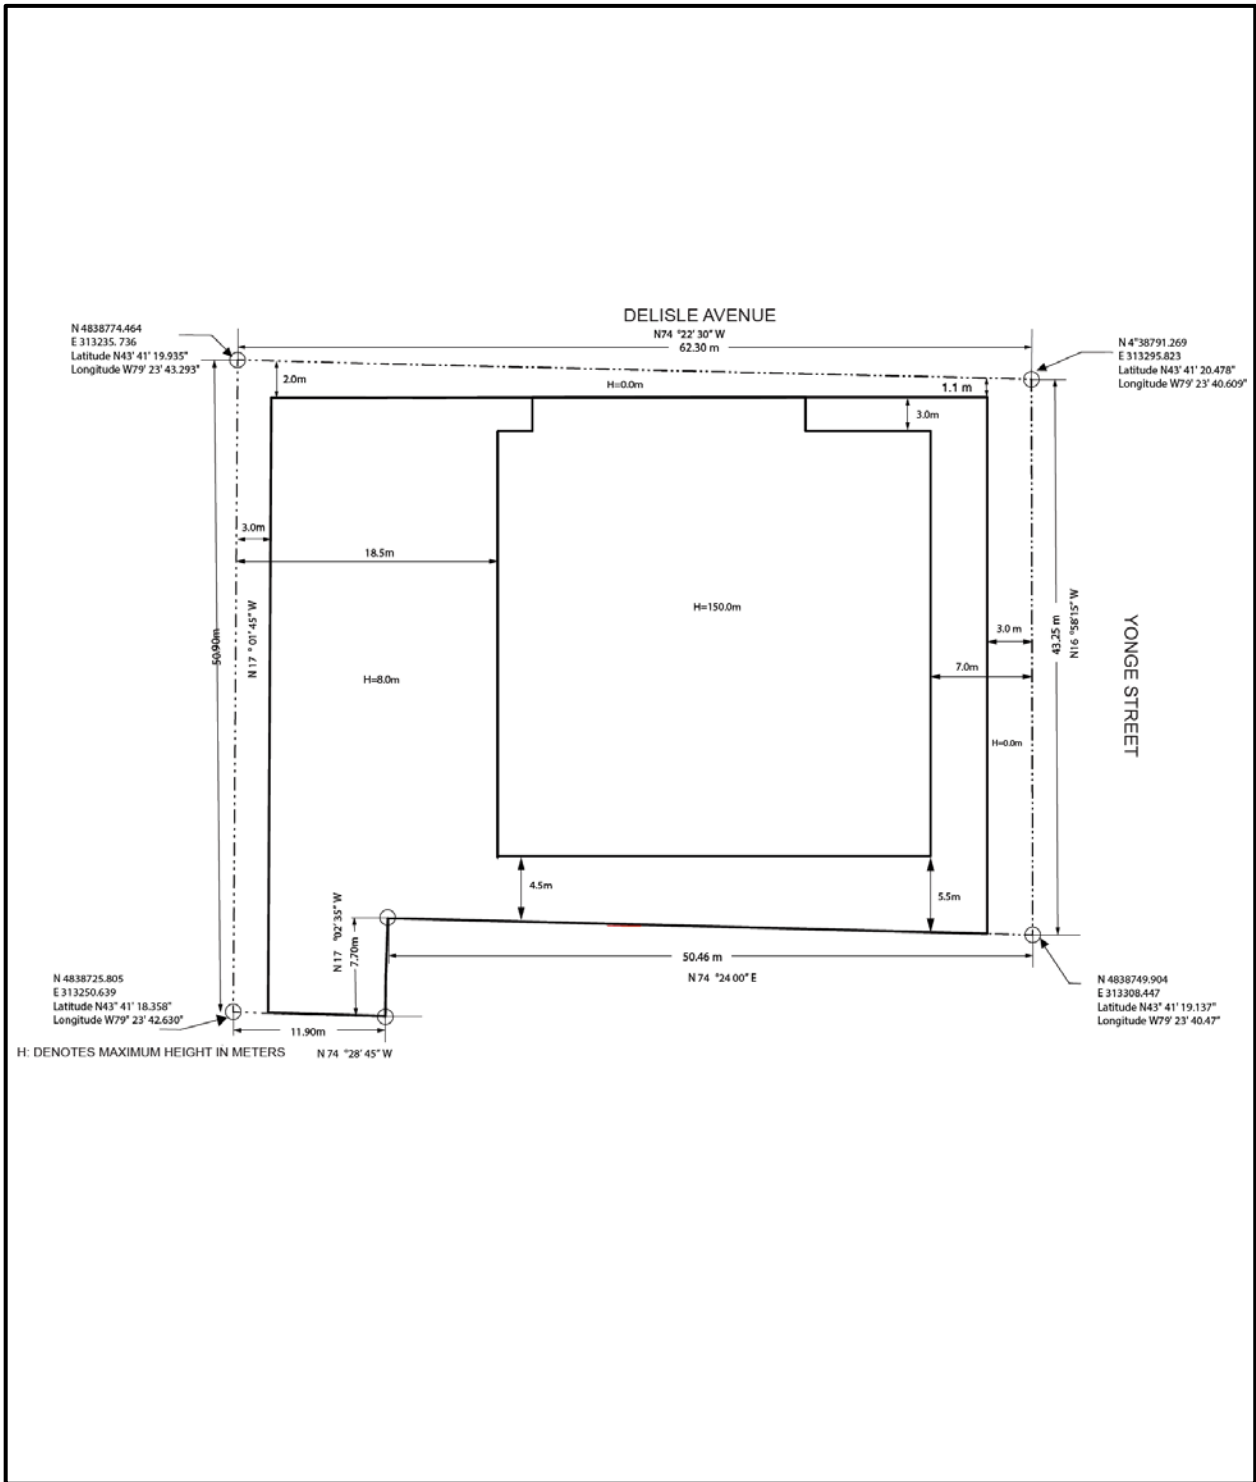 DELISLE AVENUE
N74 °22' 30" W
62.30 m
N 4838774.464
E 313235. 736
Latitude N43' 41' 19.935"
Longitude W79' 23' 43.293"
N 4"38791.269
E 313295.823
Latitude N43' 41' 20.478"
Longitude W79' 23' 40.609"
2.0m
H=0.0m
1.1 m
3.0m
3.0m
18.5m
H=150.0m
50.90m
N 17 ° 01' 45" W
H=8.0m
3.0 m
7.0m
43.25 m
N16 °58'15" W
YONGE STREET
H=0.0m
4.5m
5.5m
N 17 °02' 35" W
7.70m
50.46 m
N 74 °24 00" E
N 4838725.805
E 313250.639
Latitude N43" 41' 18.358"
Longitude W79" 23' 42.630"
N 4838749.904
E 313308.447
Latitude N43" 41' 19.137"
Longitude W79' 23' 40.47"
11.90m
H: DENOTES MAXIMUM HEIGHT IN METERS
N 74 °28' 45" W